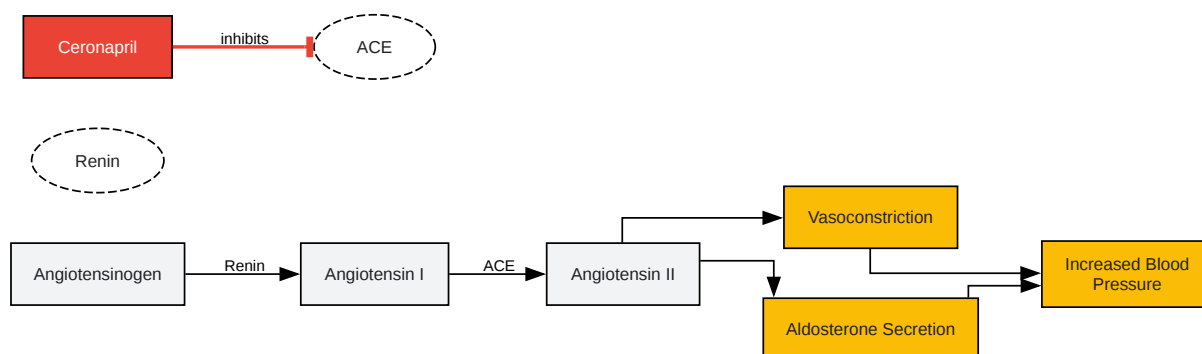 Ceronapril
inhibits
ACE
Renin
Angiotensinogen
Renin
Angiotensin I
ACE
Angiotensin II
Vasoconstriction
Aldosterone Secretion
Increased Blood
Pressure